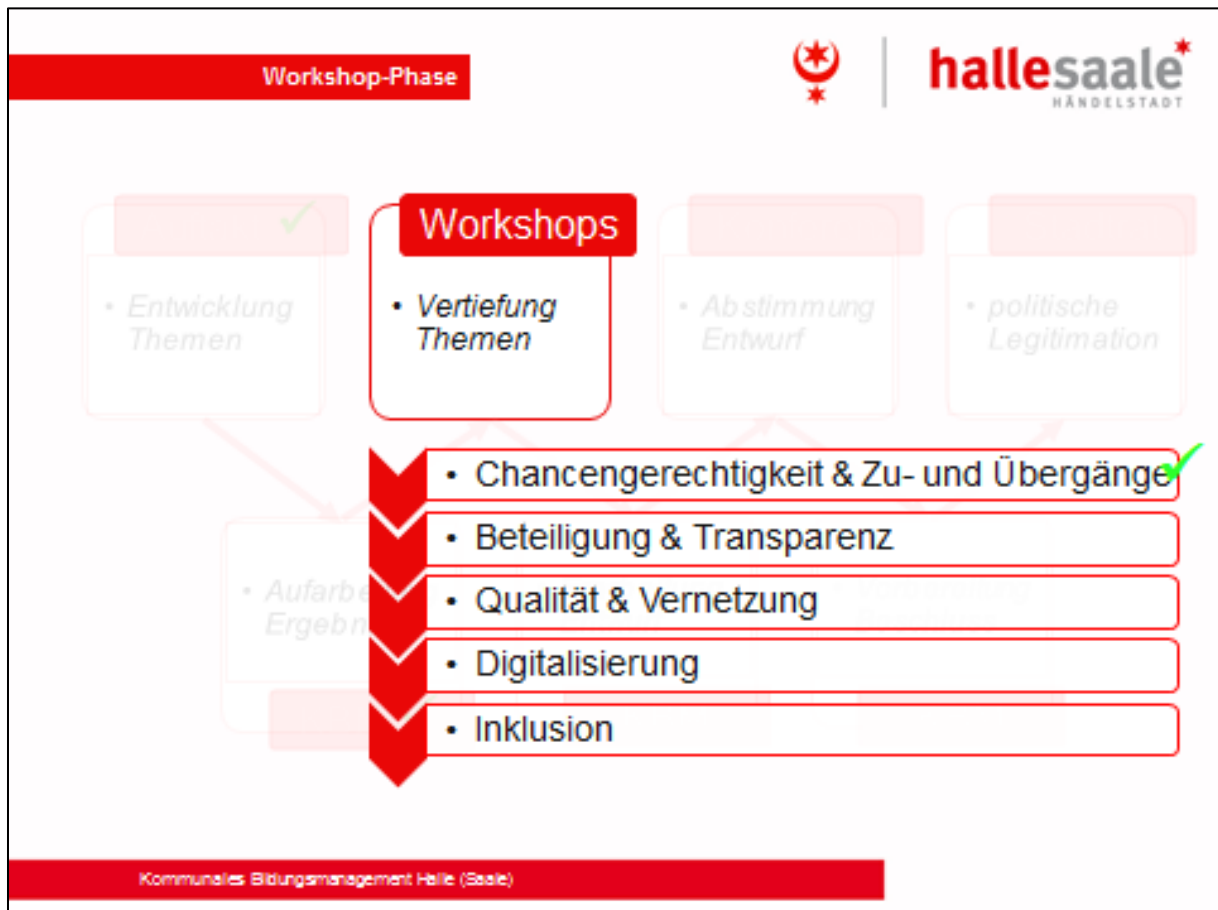 Workshop-Phase
hallesaale*
HÄNDELSTADT
Workshops
• Entwicklung
Themen
• Vertiefung
Themen
• Abstimmung
Entwurf
• politische
Legitimation
• Chancengerechtigkeit & Zu- und Übergänge
• Beteiligung & Transparenz
• Qualität & Vernetzung
• Digitalisierung
• Inklusion
Kommunales Bildungsmanagement Halle (Saale)